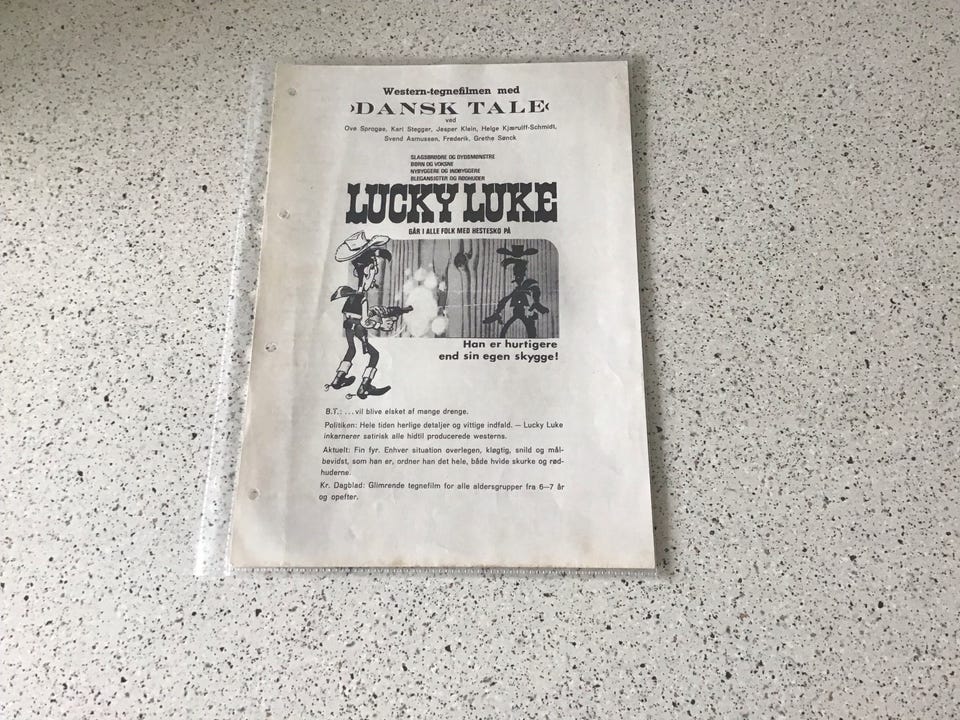 Western-tegnefilmen med
›DANSK TALE‹
ved
Ove Sprogøe, Karl Stegger, Jesper Klein, Helge Kjærulff-Schmidt,
Svend Asmussen, Frederik, Grethe Sønck
SLAGSBRØDRE OG DYDSMØNSTRE
BØRN OG VOKSNE
NYBYGGERE OG INDBYGGERE
BLEGANSIGTER OG RØDHUDER
LUCKY LUKE
GÅR I ALLE FOLK MED HESTESKO PÅ
Han er hurtigere
end sin egen skygge!
B.T.: ... vil blive elsket af mange drenge.
Politiken: Hele tiden herlige detaljer og vittige indfald. — Lucky Luke
inkarnerer satirisk alle hidtil producerede westerns.
Aktuelt: Fin fyr. Enhver situation overlegen, kløgtig, snild og mål-
bevidst, som han er, ordner han det hele, både hvide skurke og rød-
huderne.
Kr. Dagblad: Glimrende tegnefilm for alle aldersgrupper fra 6—7 år
og opefter.